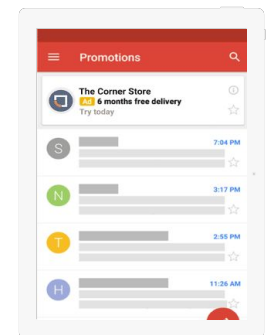 Promotions
The Corner Store
Ad 6 months free delivery
Try today
S
7:04 PM
N
3:17 PM
T
2:55 PM
H
11:26 AM